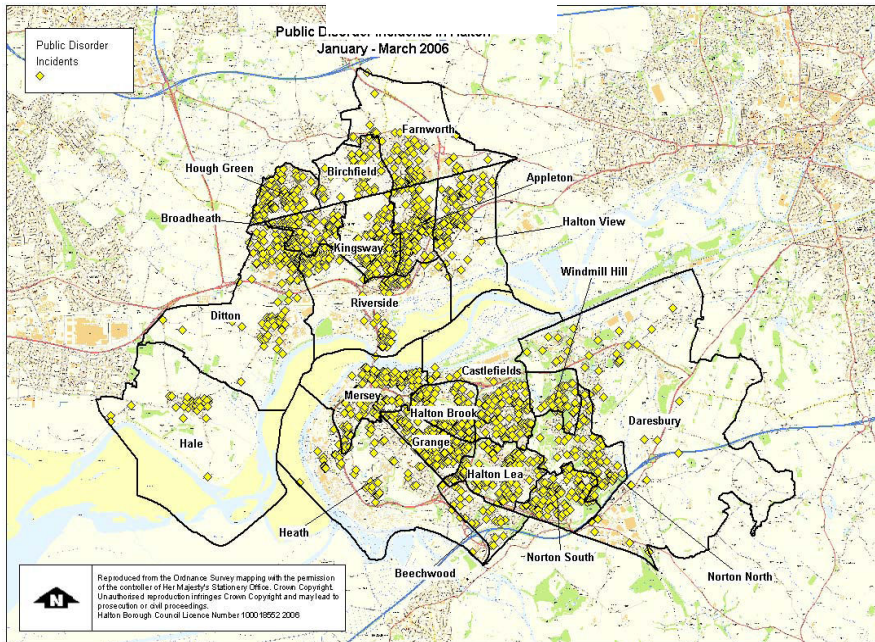 Public Disorder Incidents in Halton
January - March 2006
Public Disorder
Incidents
Farnworth
Hough Green
Birchfield
Appleton
Broadheath
Halton View
Kingsway
Windmill Hill
Riverside
Ditton
Castlefields
Mersey
Halton Brook
Daresbury
Hale
Grange
Halton Lea
Heath
Norton South
Beechwood
Norton North
N
Reproduced from the Ordnance Survey mapping with the permission
of the controller of Her Majesty's Stationery Office. Crown Copyright.
Unauthorised reproduction infringes Crown Copyright and may lead to
prosecution or civil proceedings.
Halton Borough Council Licence Number 100018552 2006